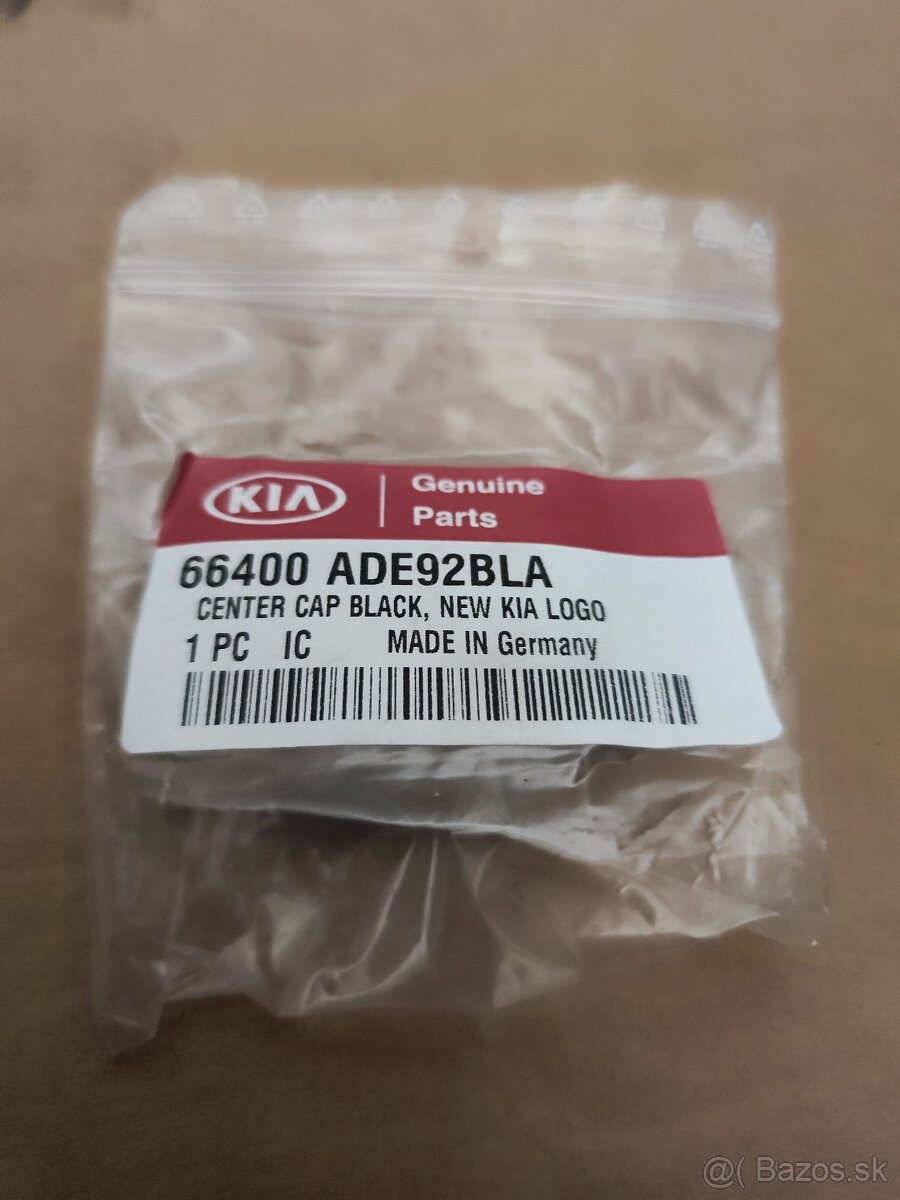 KIA
Genuine
Parts
66400 ADE92BLA
CENTER CAP BLACK, NEW KIA LOGO
1 PC IC MADE IN Germany
@( Bazos.sk